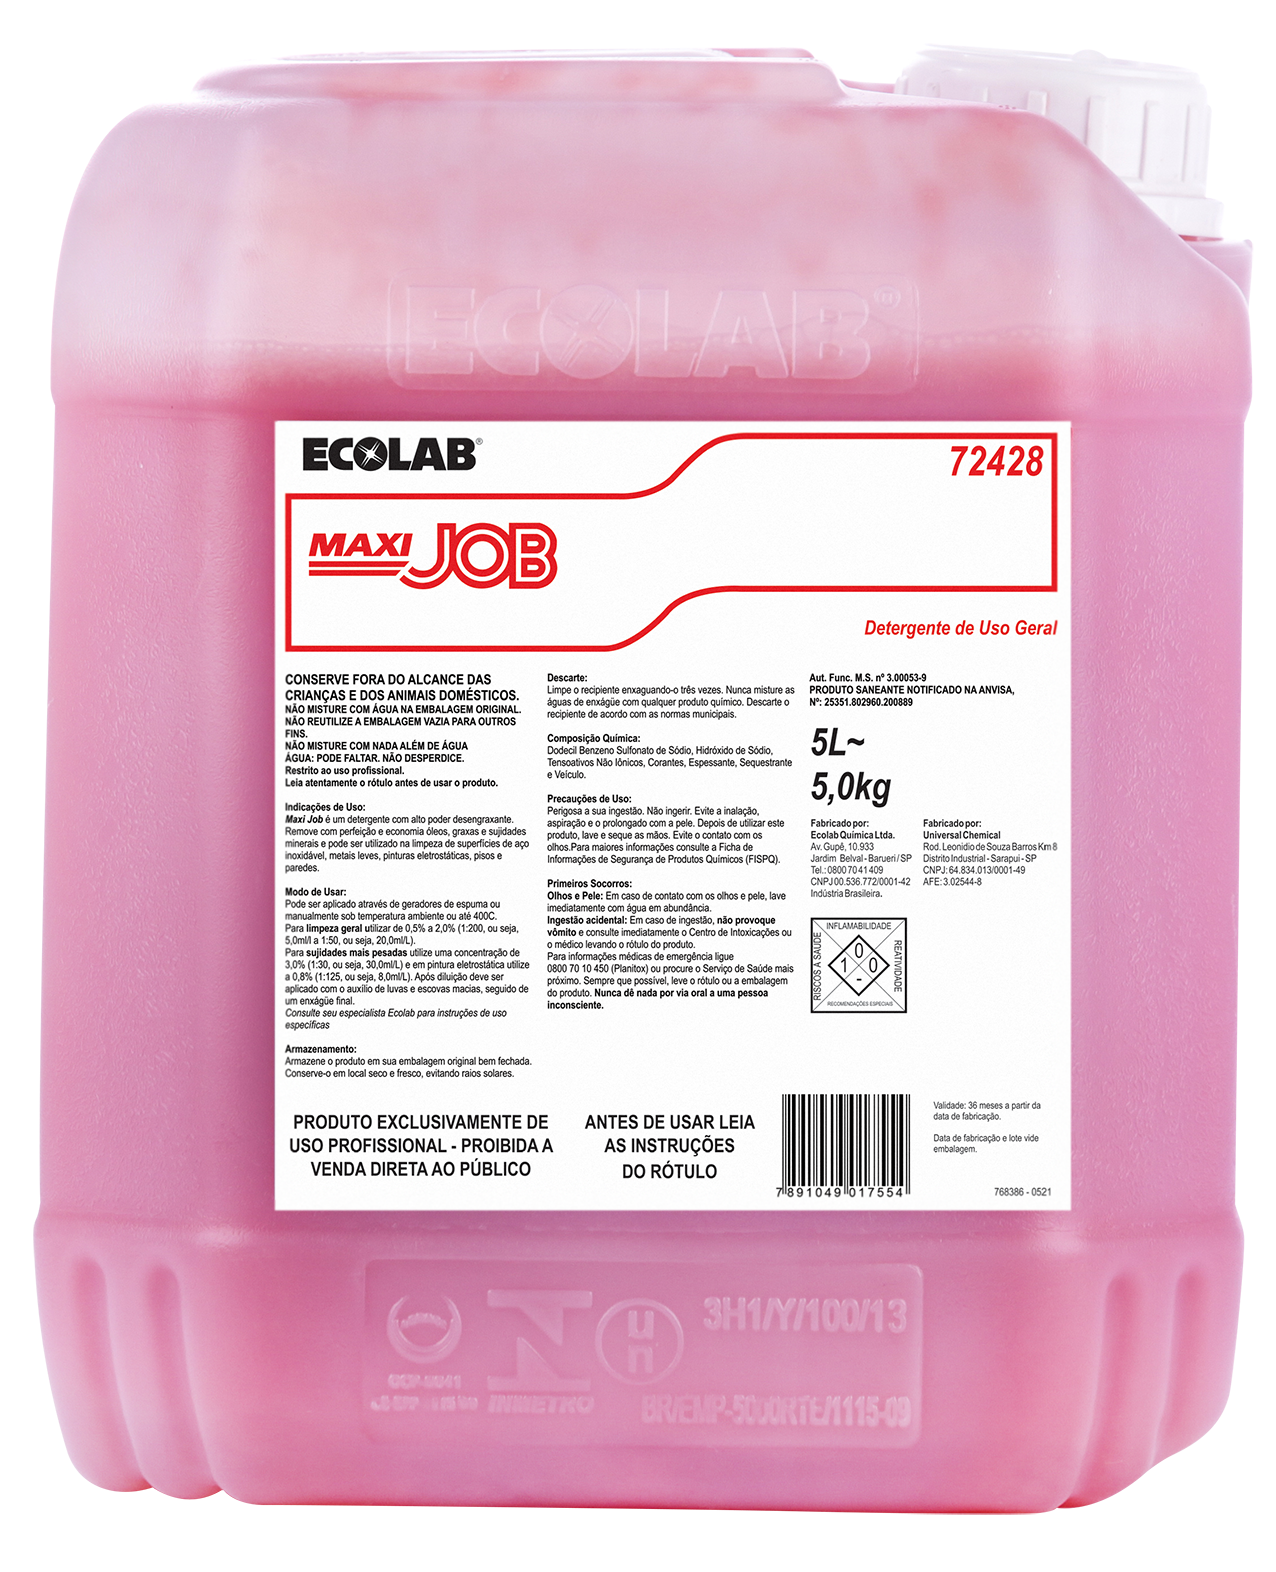 ECOLAB®
ECOLAB®
72428
MAXI JOB
Detergente de Uso Geral
CONSERVE FORA DO ALCANCE DAS
CRIANÇAS E DOS ANIMAIS DOMÉSTICOS.
NÃO MISTURE COM ÁGUA NA EMBALAGEM ORIGINAL.
NÃO REUTILIZE A EMBALAGEM VAZIA PARA OUTROS
FINS.
NÃO MISTURE COM NADA ALÉM DE ÁGUA
ÁGUA: PODE FALTAR. NÃO DESPERDICE.
Restrito ao uso profissional.
Leia atentamente o rótulo antes de usar o produto.
Indicações de Uso:
Maxi Job é um detergente com alto poder desengraxante.
Remove com perfeição e economia óleos, graxas e sujidades
minerais e pode ser utilizado na limpeza de superfícies de aço
inoxidável, metais leves, pinturas eletrostáticas, pisos e
paredes.
Modo de Usar:
Pode ser aplicado através de geradores de espuma ou
manualmente sob temperatura ambiente ou até 400C.
Para limpeza geral utilizar de 0,5% a 2,0% (1:200, ou seja,
5,0ml/l a 1:50, ou seja, 20,0ml/L).
Para sujidades mais pesadas utilize uma concentração de
3,0% (1:30, ou seja, 30,0ml/L) e em pintura eletrostática utilize
a 0,8% (1:125, ou seja, 8,0ml/L). Após diluição deve ser
aplicado com o auxílio de luvas e escovas macias, seguido de
um enxágüe final.
Consulte seu especialista Ecolab para instruções de uso
específicas
Armazenamento:
Armazene o produto em sua embalagem original bem fechada.
Conserve-o em local seco e fresco, evitando raios solares.
Descarte:
Limpe o recipiente enxaguando-o três vezes. Nunca misture as
águas de enxágüe com qualquer produto químico. Descarte o
recipiente de acordo com as normas municipais.
Composição Química:
Dodecil Benzeno Sulfonato de Sódio, Hidróxido de Sódio,
Tensoativos Não Iônicos, Corantes, Espessante, Sequestrante
e Veículo.
Precauções de Uso:
Perigosa a sua ingestão. Não ingerir. Evite a inalação,
aspiração e o prolongado com a pele. Depois de utilizar este
produto, lave e seque as mãos. Evite o contato com os
olhos.Para maiores informações consulte a Ficha de
Informações de Segurança de Produtos Químicos (FISPQ).
Primeiros Socorros:
Olhos e Pele: Em caso de contato com os olhos e pele, lave
imediatamente com água em abundância.
Ingestão acidental: Em caso de ingestão, não provoque
vômito e consulte imediatamente o Centro de Intoxicações ou
o médico levando o rótulo do produto.
Para informações médicas de emergência ligue
0800 70 10 450 (Planitox) ou procure o Serviço de Saúde mais
próximo. Sempre que possível, leve o rótulo ou a embalagem
do produto. Nunca dê nada por via oral a uma pessoa
inconsciente.
Aut. Func. M.S. nº 3.00053-9
PRODUTO SANEANTE NOTIFICADO NA ANVISA,
Nº: 25351.802960.200889
5L~
5,0kg
Fabricado por:
Ecolab Química Ltda.
Av. Gupê, 10.933
Jardim Belval - Barueri / SP
Tel.: 0800 70 41 409
CNPJ 00.536.772/0001-42
Indústria Brasileira.
Fabricado por:
Universal Chemical
Rod. Leonidio de Souza Barros Km 8
Distrito Industrial - Sarapui - SP
CNPJ: 64.834.013/0001-49
AFE: 3.02544-8
INFLAMABILIDADE
RISCOS À SAÚDE
REATIVIDADE
0
1 0
-
RECOMENDAÇÕES ESPECIAIS
PRODUTO EXCLUSIVAMENTE DE
USO PROFISSIONAL - PROIBIDA A
VENDA DIRETA AO PÚBLICO
ANTES DE USAR LEIA
AS INSTRUÇÕES
DO RÓTULO
7 891049 017554
Validade: 36 meses a partir da
data de fabricação.
Data de fabricação e lote vide
embalagem.
768386 - 0521
un
3H1/Y/100/13
INMETRO
BR/EMP-5000RTE/1115-09